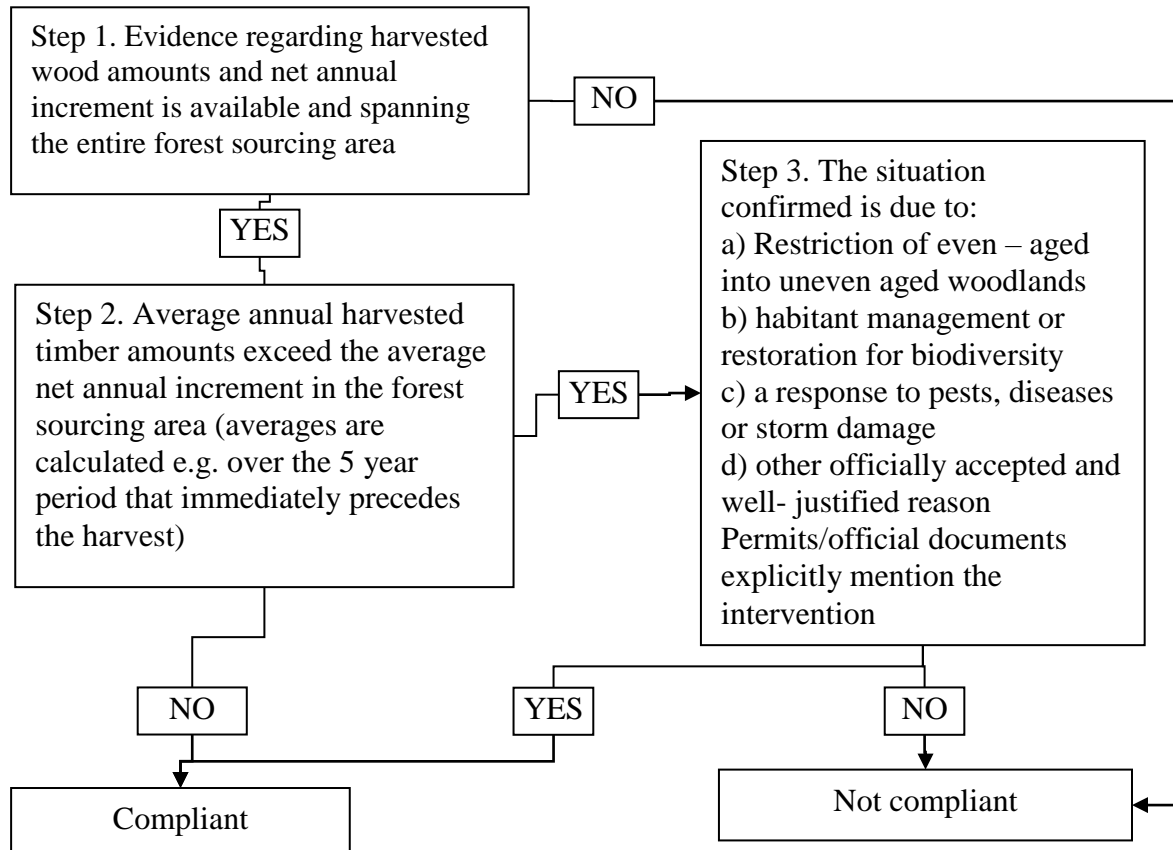 Step 1. Evidence regarding harvested
wood amounts and net annual
increment is available and spanning
the entire forest sourcing area
NO
YES
Step 2. Average annual harvested
timber amounts exceed the average
net annual increment in the forest
sourcing area (averages are
calculated e.g. over the 5 year
period that immediately precedes
the harvest)
YES
Step 3. The situation
confirmed is due to:
a) Restriction of even – aged
into uneven aged woodlands
b) habitant management or
restoration for biodiversity
c) a response to pests, diseases
or storm damage
d) other officially accepted and
well- justified reason
Permits/official documents
explicitly mention the
intervention
NO
YES
NO
Compliant
Not compliant